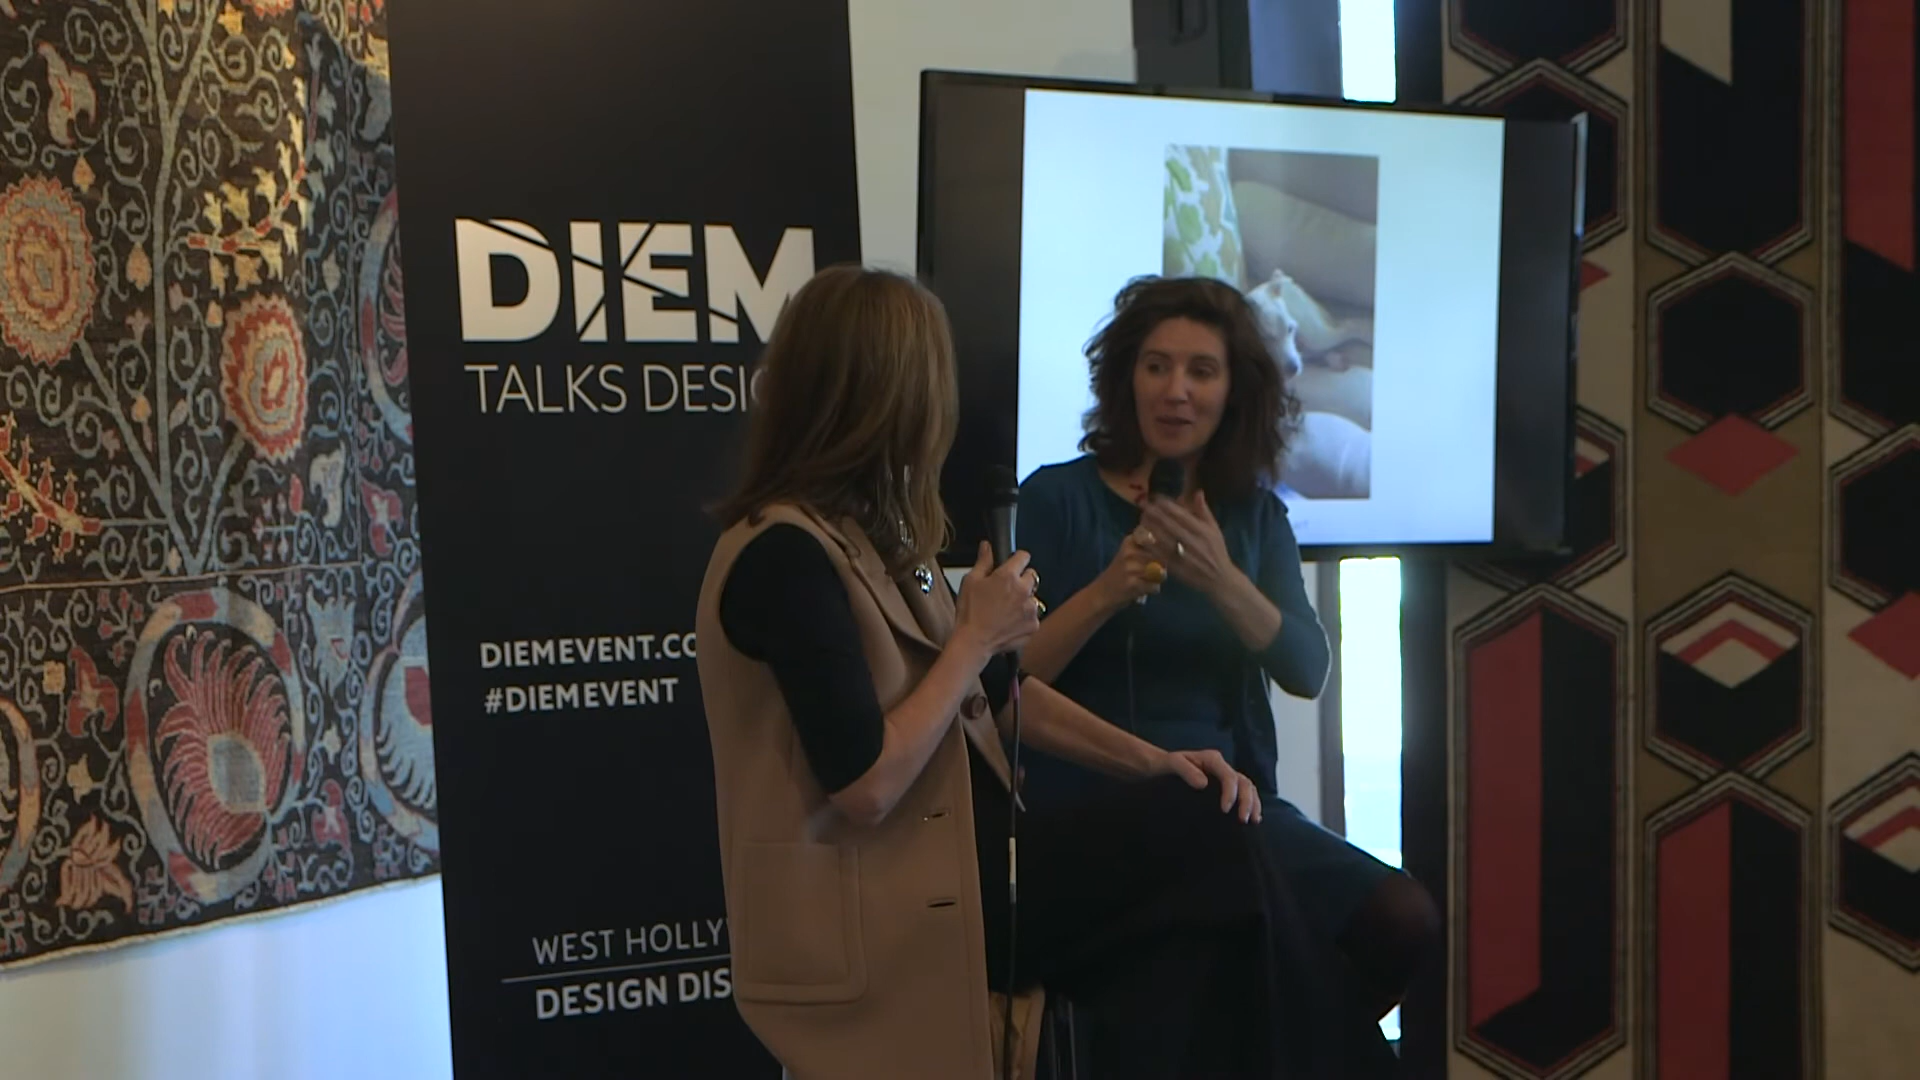 DIEM
TALKS DESIG
DIEMEVENT.CO
#DIEMEVENT
WEST HOLLY
DESIGN DIS